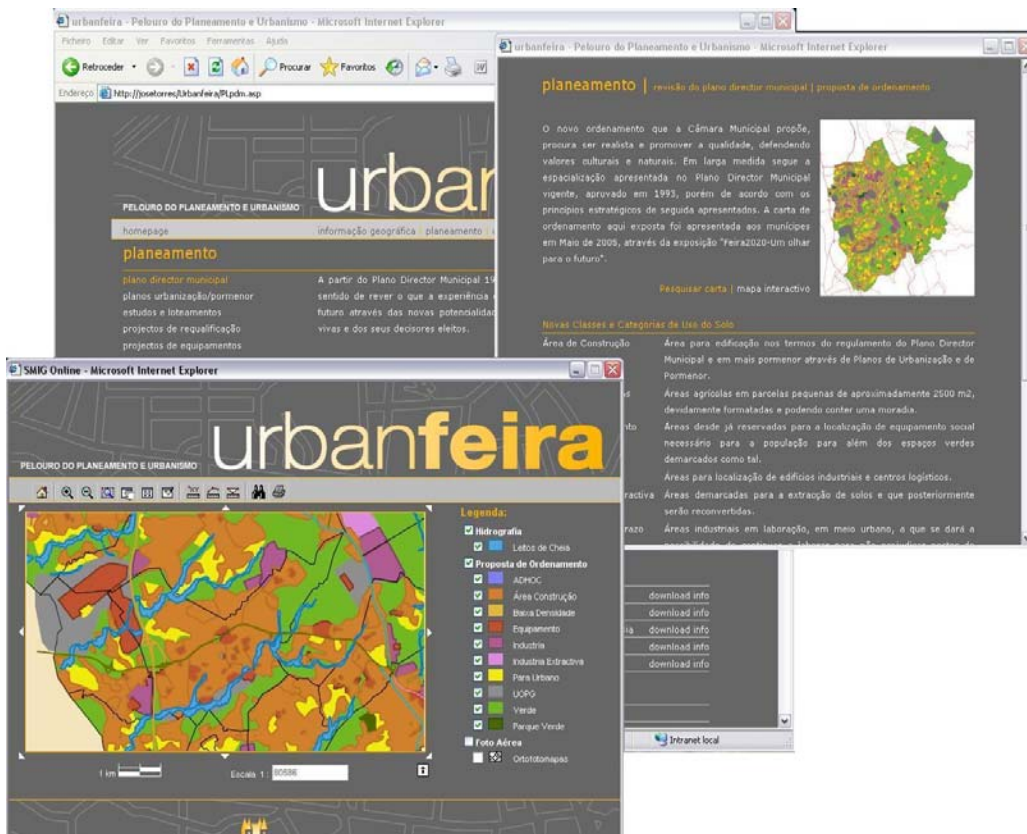 urbanfeira - Pelouro do Planeamento e Urbanismo - Microsoft Internet Explorer
Ficheiro Editar Ver Favoritos Ferramentas Ajuda
Retroceder Procurar Favoritos
Endereço http://josetorres/Urbanfeira/PLpdm.asp
urban
PELOURO DO PLANEAMENTO E URBANISMO
homepage informação geográfica | planeamento |
planeamento
plano director municipal
planos urbanização/pormenor
estudos e loteamentos
projectos de requalificação
projectos de equipamentos
A partir do Plano Director Municipal 19
sentido de rever o que a experiência
futuro através das novas potencialidad
vivas e dos seus decisores eleitos.
urbanfeira - Pelouro do Planeamento e Urbanismo - Microsoft Internet Explorer
planeamento | revisão do plano director municipal | proposta de ordenamento
O novo ordenamento que a Câmara Municipal propõe,
procura ser realista e promover a qualidade, defendendo
valores culturais e naturais. Em larga medida segue a
espacialização apresentada no Plano Director Municipal
vigente, aprovado em 1993, porém de acordo com os
princípios estratégicos de seguida apresentados. A carta de
ordenamento aqui exposta foi apresentada aos munícipes
em Maio de 2005, através da exposição "Feira2020-Um olhar
para o futuro".
Pesquisar carta | mapa interactivo
Novas Classes e Categorias de Uso do Solo
Área de Construção Área para edificação nos termos do regulamento do Plano Director
Municipal e em mais pormenor através de Planos de Urbanização e de
Pormenor.
as Áreas agrícolas em parcelas pequenas de aproximadamente 2500 m2,
devidamente formatadas e podendo conter uma moradia.
nto Áreas desde já reservadas para a localização de equipamento social
necessário para a população para além dos espaços verdes
demarcados como tal.
Áreas para localização de edifícios industriais e centros logísticos.
ractiva Áreas demarcadas para a extracção de solos e que posteriormente
serão reconvertidas.
razo Áreas industriais em laboração, em meio urbano, a que se dará a
download info
download info
ia download info
download info
Intranet local
SMIG Online - Microsoft Internet Explorer
urbanfeira
PELOURO DO PLANEAMENTO E URBANISMO
Legenda:
Hidrografia
Leitos de Cheia
Proposta de Ordenamento
ADHOC
Área Construção
Baixa Densidade
Equipamento
Industria
Industria Extractiva
Para Urbano
UOPG
Verde
Parque Verde
Foto Aérea
Ortofotomapas
1 km Escala 1: 80586